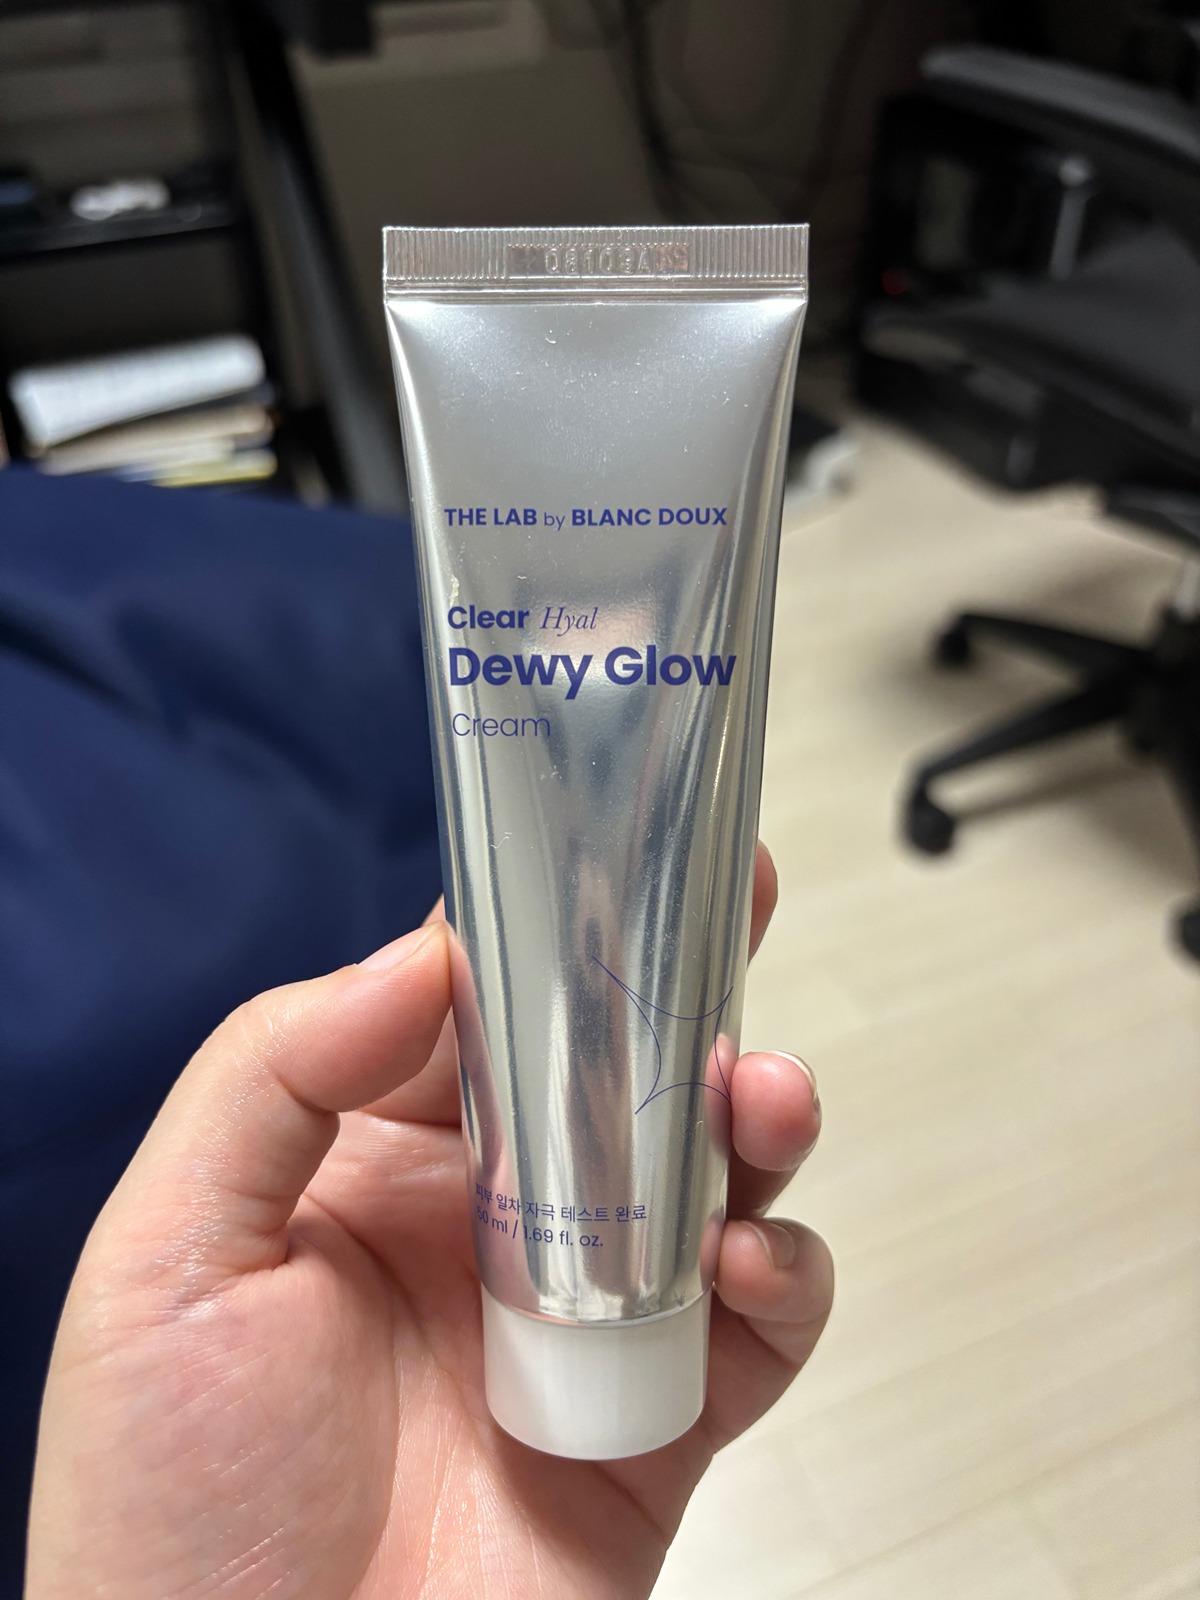 THE LAB by BLANC DOUX
Clear Hyal
Dewy Glow
Cream
피부 일차 자극 테스트 완료
50 ml / 1.69 fl. oz.